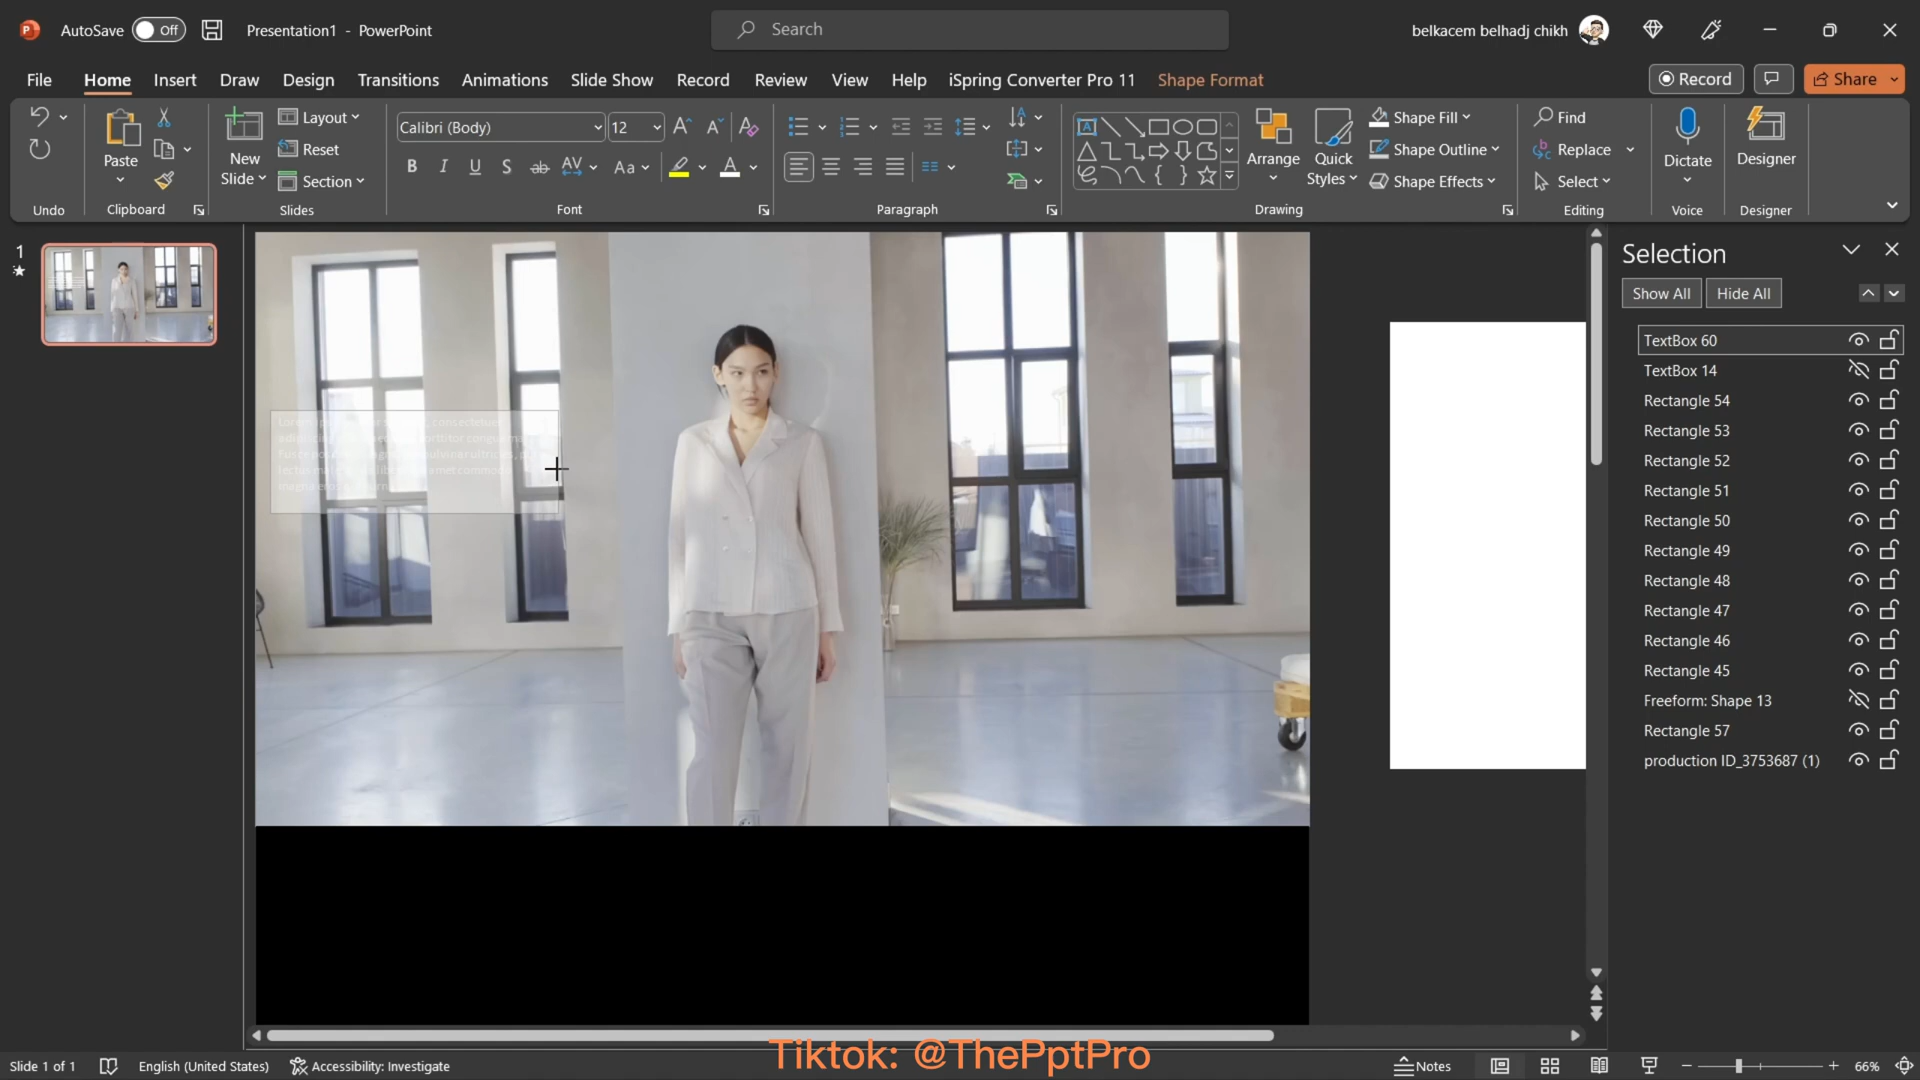 AutoSave Off Presentation1 - PowerPoint Search belkacem belhadj chikh
File Home Insert Draw Design Transitions Animations Slide Show Record Review View Help iSpring Converter Pro 11 Shape Format Record Share
Paste
New
Slide
Layout
Reset
Section
Calibri (Body) 12
Arrange
Quick
Styles
Shape Fill
Shape Outline
Shape Effects
Find
Replace
Select
Dictate
Designer
Undo Clipboard Slides Font Paragraph Drawing Editing Voice Designer
1
Selection
Show All Hide All
TextBox 60
TextBox 14
Rectangle 54
Rectangle 53
Rectangle 52
Rectangle 51
Rectangle 50
Rectangle 49
Rectangle 48
Rectangle 47
Rectangle 46
Rectangle 45
Freeform: Shape 13
Rectangle 57
production ID_3753687 (1)
Tiktok: @ThePptPro
Slide 1 of 1 English (United States) Accessibility: Investigate Notes 66%